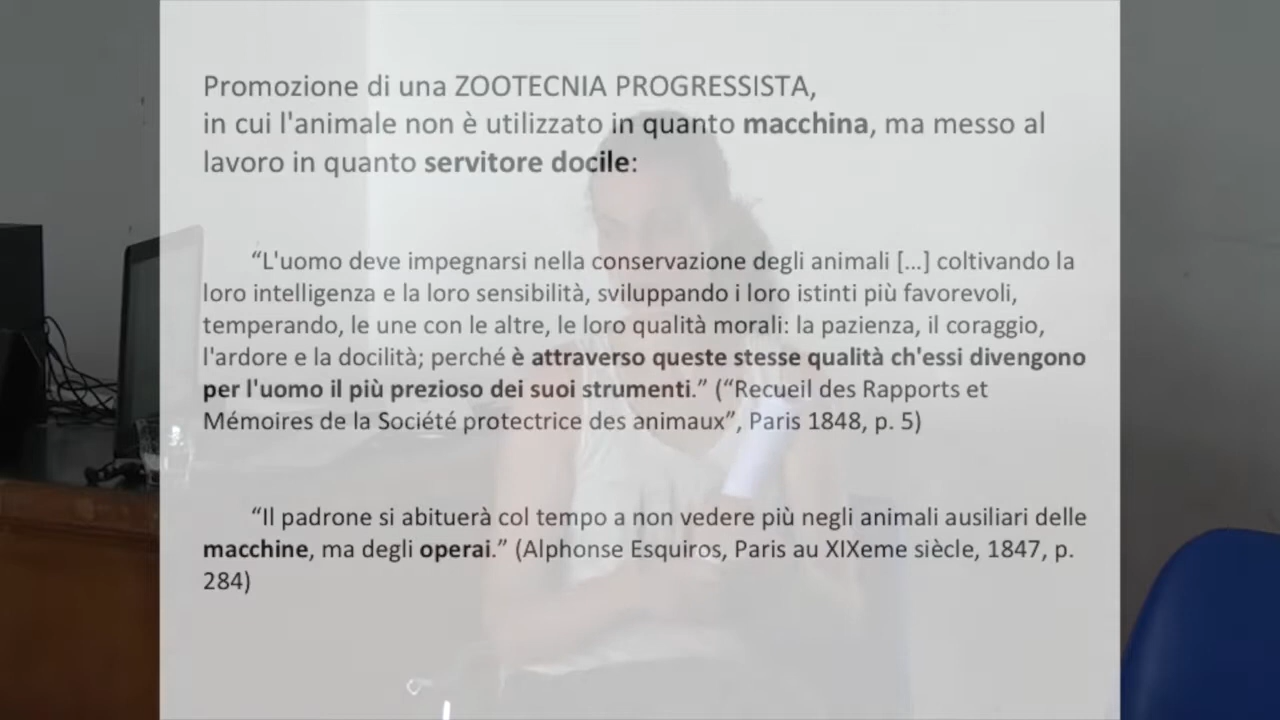 Promozione di una ZOOTECNIA PROGRESSISTA,
in cui l'animale non è utilizzato in quanto macchina, ma messo al
lavoro in quanto servitore docile:
“L'uomo deve impegnarsi nella conservazione degli animali [...] coltivando la
loro intelligenza e la loro sensibilità, sviluppando i loro istinti più favorevoli,
temperando, le une con le altre, le loro qualità morali: la pazienza, il coraggio,
l'ardore e la docilità; perché è attraverso queste stesse qualità ch'essi divengono
per l'uomo il più prezioso dei suoi strumenti.” (“Recueil des Rapports et
Mémoires de la Société protectrice des animaux”, Paris 1848, p. 5)
“Il padrone si abituerà col tempo a non vedere più negli animali ausiliari delle
macchine, ma degli operai.” (Alphonse Esquiros, Paris au XIXeme siècle, 1847, p.
284)